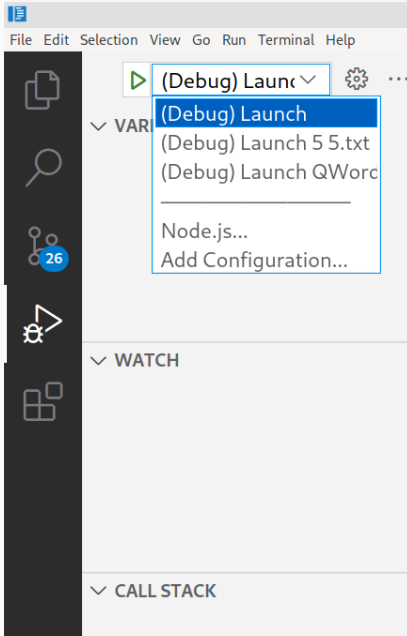 File Edit Selection View Go Run Terminal Help
(Debug) Launc
(Debug) Launch
VARI
(Debug) Launch 5 5.txt
(Debug) Launch QWord
Node.js...
26
Add Configuration...
WATCH
CALL STACK